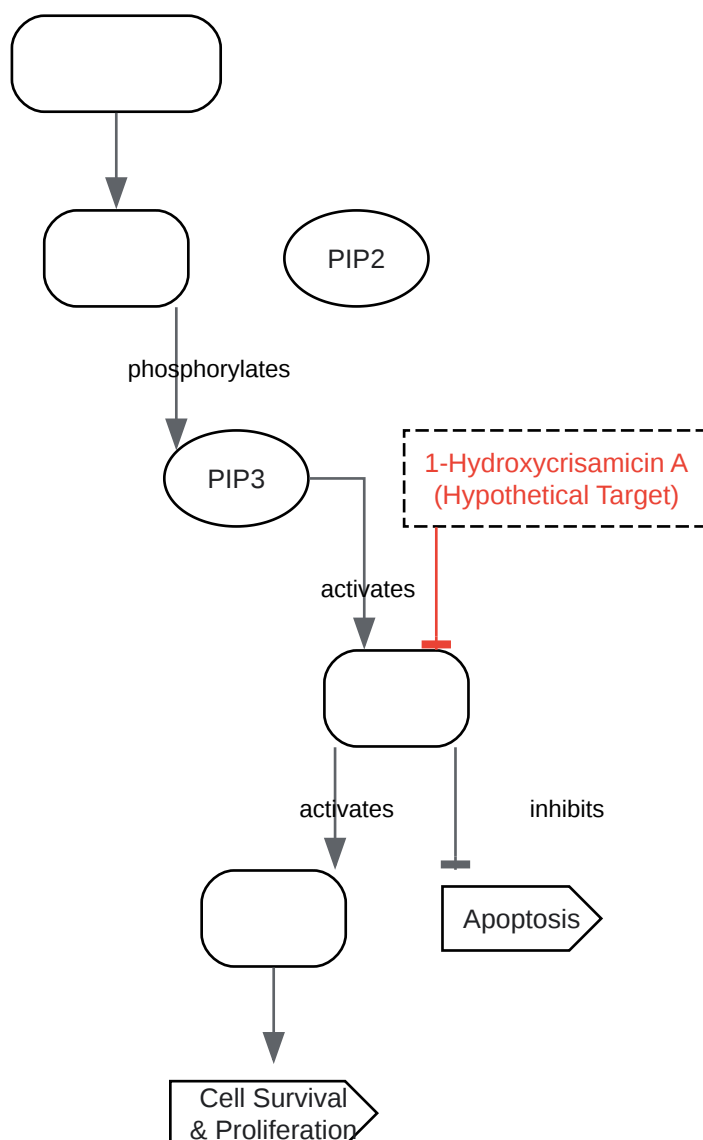 PIP2
phosphorylates
PIP3
1-Hydroxycrisamicin A
(Hypothetical Target)
activates
activates
inhibits
Apoptosis
Cell Survival
& Proliferation